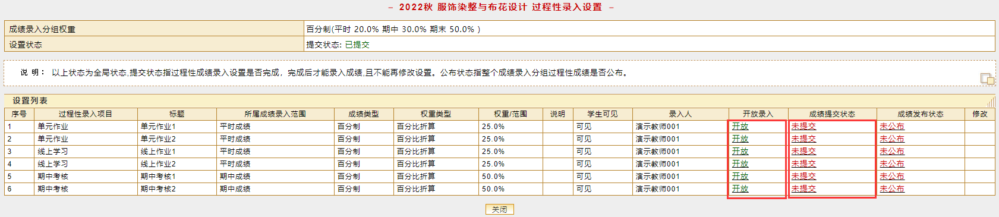 – 2022秋 服饰染整与布花设计 过程性录入设置 –
成绩录入分组权重 百分制(平时 20.0% 期中 30.0% 期末 50.0% )
设置状态 提交状态: 已提交
说 明： 以上状态为全局状态,提交状态指过程性成绩录入设置是否完成，完成后才能录入成绩,且不能再修改设置。公布状态指整个成绩录入分组过程性成绩是否公布。
设置列表
序号 过程性录入项目 标题 所属成绩录入范围 成绩类型 权重类型 权重/范围 说明 学生可见 录入人 开放录入 成绩提交状态 成绩发布状态 修改
1 单元作业 单元作业1 平时成绩 百分制 百分比折算 25.0% 可见 演示教师001 开放 未提交 未公布
2 单元作业 单元作业2 平时成绩 百分制 百分比折算 25.0% 可见 演示教师001 开放 未提交 未公布
3 线上学习 线上作业1 平时成绩 百分制 百分比折算 25.0% 可见 演示教师001 开放 未提交 未公布
4 线上学习 线上作业2 平时成绩 百分制 百分比折算 25.0% 可见 演示教师001 开放 未提交 未公布
5 期中考核 期中考核1 期中成绩 百分制 百分比折算 50.0% 可见 演示教师001 开放 未提交 未公布
6 期中考核 期中考核2 期中成绩 百分制 百分比折算 50.0% 可见 演示教师001 开放 未提交 未公布
关闭